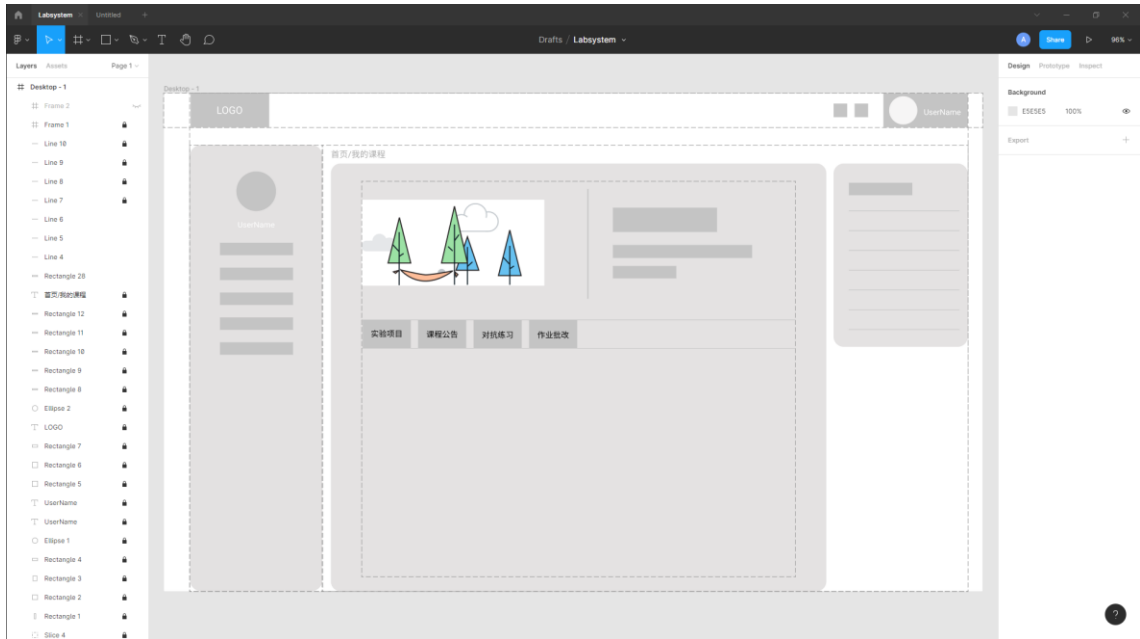 Labsystem
Untitled
Drafts / Labsystem
A
Share
96%
Layers
Assets
Page 1
Desktop - 1
Frame 2
Frame 1
Line 10
Line 9
Line 8
Line 7
Line 6
Line 5
Line 4
Rectangle 28
首页/我的课程
Rectangle 12
Rectangle 11
Rectangle 10
Rectangle 9
Rectangle 8
Ellipse 2
LOGO
Rectangle 7
Rectangle 6
Rectangle 5
UserName
UserName
Ellipse 1
Rectangle 4
Rectangle 3
Rectangle 2
Rectangle 1
Slice 4
Desktop - 1
LOGO
UserName
首页/我的课程
UserName
实验项目
课程公告
对抗练习
作业批改
Design
Prototype
Inspect
Background
E5E5E5
100%
Export
?